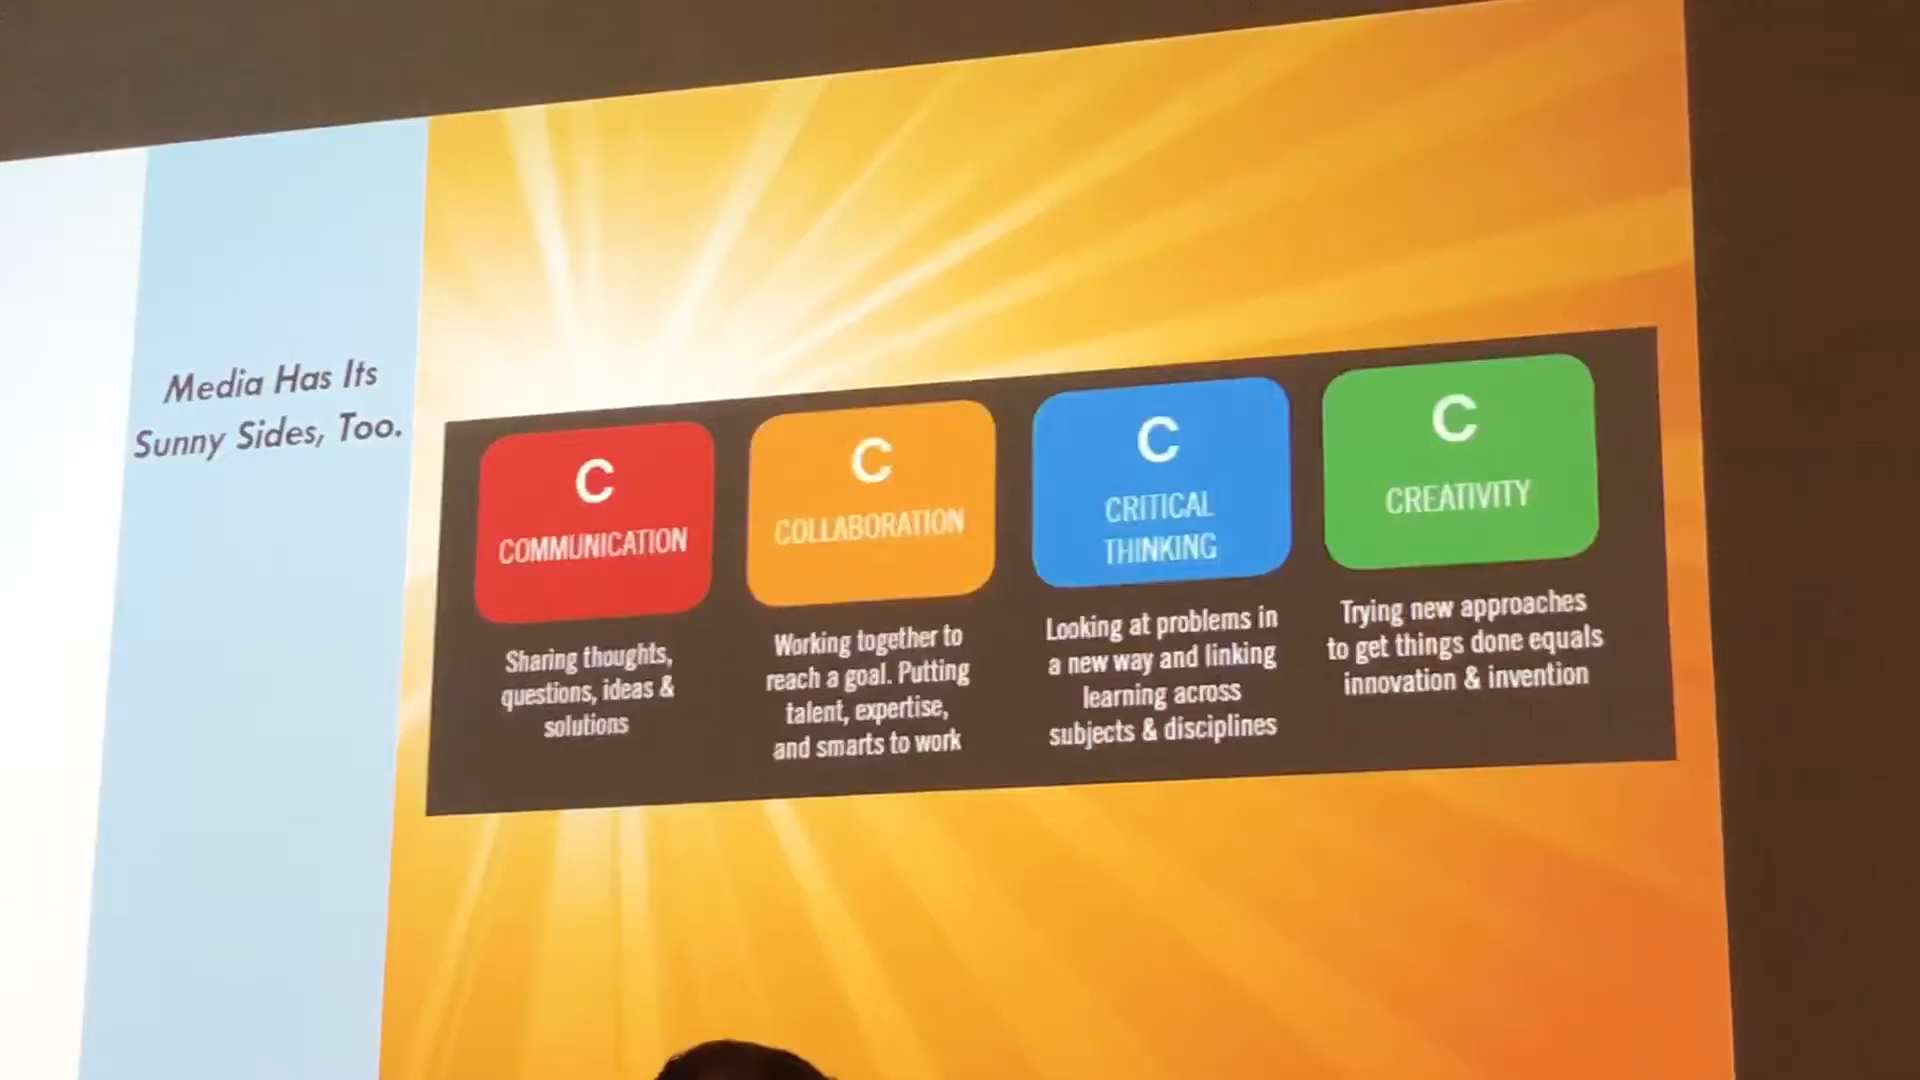 Media Has Its
Sunny Sides, Too.
C
COMMUNICATION
Sharing thoughts,
questions, ideas &
solutions
C
COLLABORATION
Working together to
reach a goal. Putting
talent, expertise,
and smarts to work
C
CRITICAL
THINKING
Looking at problems in
a new way and linking
learning across
subjects & disciplines
C
CREATIVITY
Trying new approaches
to get things done equals
innovation & invention